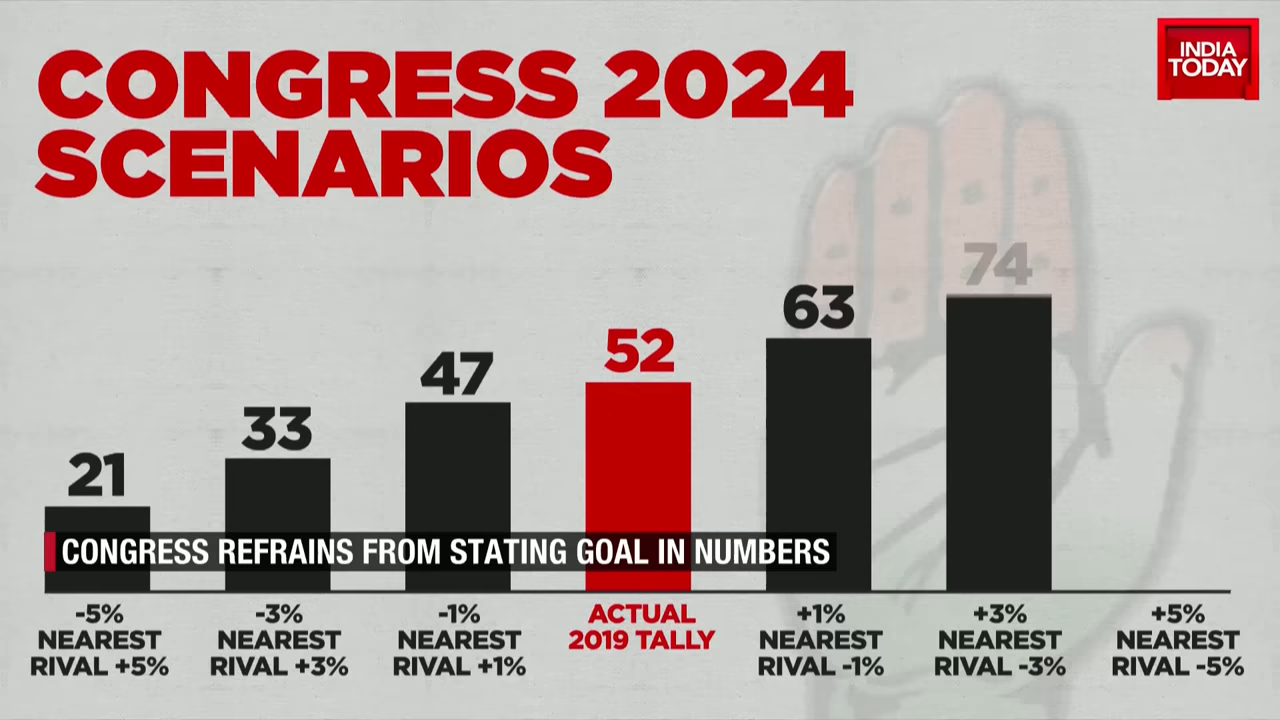 INDIA
TODAY
CONGRESS 2024
SCENARIOS
21
33
47
52
63
74
CONGRESS REFRAINS FROM STATING GOAL IN NUMBERS
-5%
NEAREST
RIVAL +5%
-3%
NEAREST
RIVAL +3%
-1%
NEAREST
RIVAL +1%
ACTUAL
2019 TALLY
+1%
NEAREST
RIVAL -1%
+3%
NEAREST
RIVAL -3%
+5%
NEAREST
RIVAL -5%